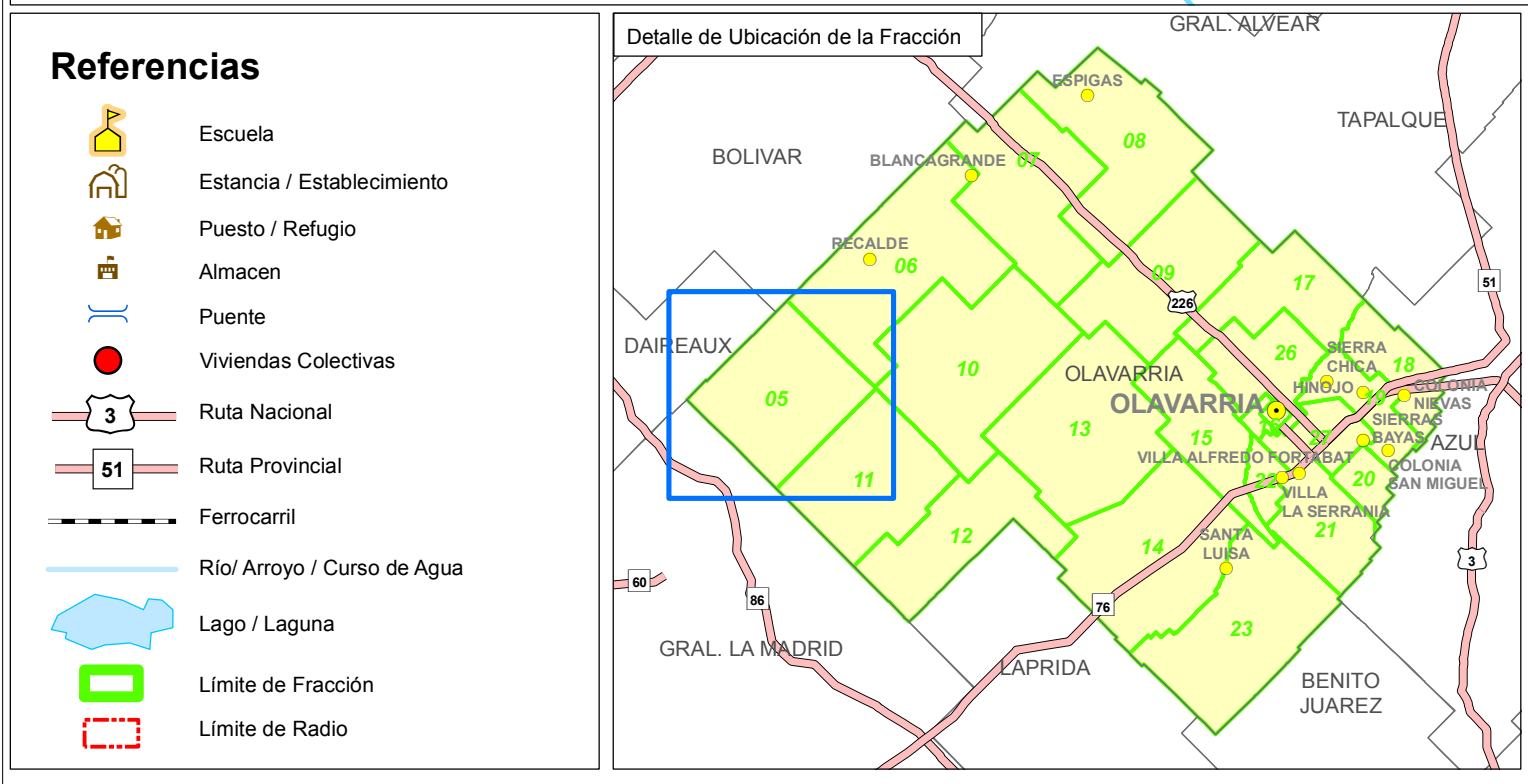 Referencias
Escuela
Estancia / Establecimiento
Puesto / Refugio
Almacen
Puente
Viviendas Colectivas
3
Ruta Nacional
51
Ruta Provincial
Ferrocarril
Río/ Arroyo / Curso de Agua
Lago / Laguna
Límite de Fracción
Límite de Radio
Detalle de Ubicación de la Fracción
GRAL. ALVEAR
ESPIGAS
TAPALQUE
08
BOLIVAR
BLANCAGRANDE
07
RECALDE
06
09
17
51
226
DAIREAUX
26
SIERRA
CHICA
18
10
OLAVARRIA
HINOJO
COLONIA
NIEVAS
05
OLAVARRIA
19
16
SIERRAS
BAYAS
13
15
27
AZUL
VILLA ALFREDO FORTABAT
COLONIA
SAN MIGUEL
11
22
20
VILLA
LA SERRANIA
21
12
14
SANTA
LUISA
3
60
86
76
23
GRAL. LA MADRID
LAPRIDA
BENITO
JUAREZ